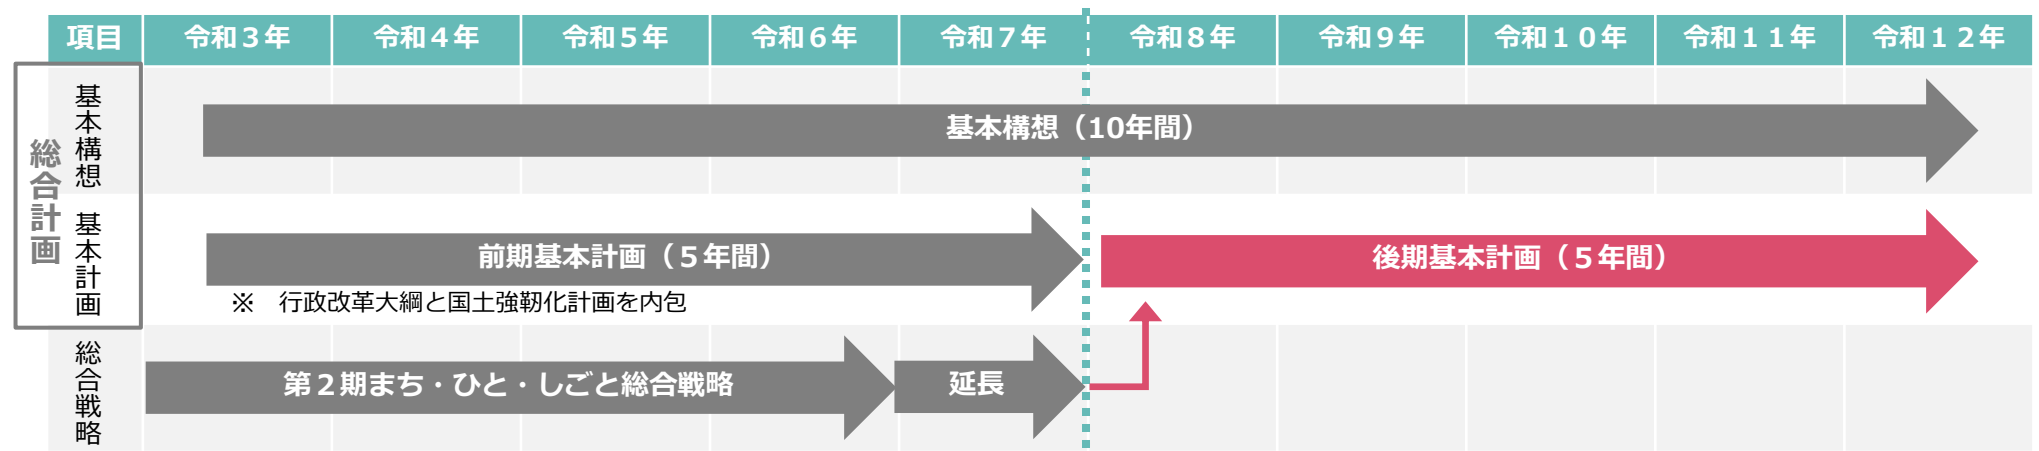 項目 令和３年 令和４年 令和５年 令和６年 令和７年 令和８年 令和９年 令和１０年 令和１１年 令和１２年
総合計画
基本構想
基本構想（10年間）
基本計画
前期基本計画（５年間）
後期基本計画（５年間）
※　行政改革大綱と国土強靭化計画を内包
総合戦略
第２期まち・ひと・しごと総合戦略
延長